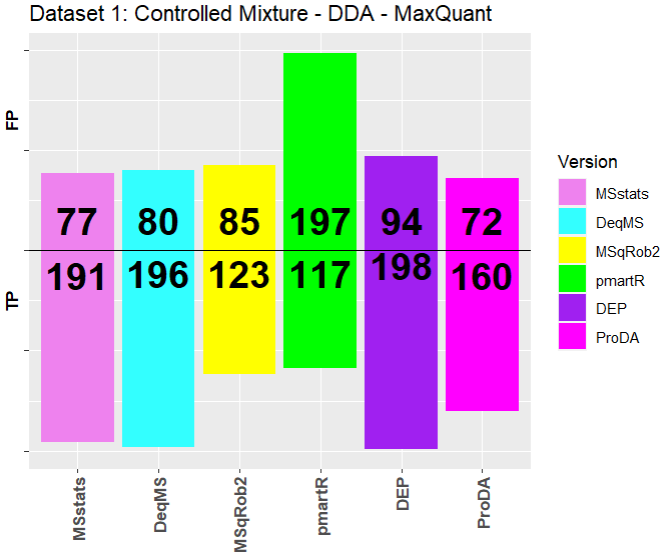 Dataset 1: Controlled Mixture - DDA - MaxQuant
FP
TP
77 80 85 197 94 72
191 196 123 117 198 160
MSstats DeqMS MSqRob2 pmartR DEP ProDA
Version
MSstats
DeqMS
MSqRob2
pmartR
DEP
ProDA